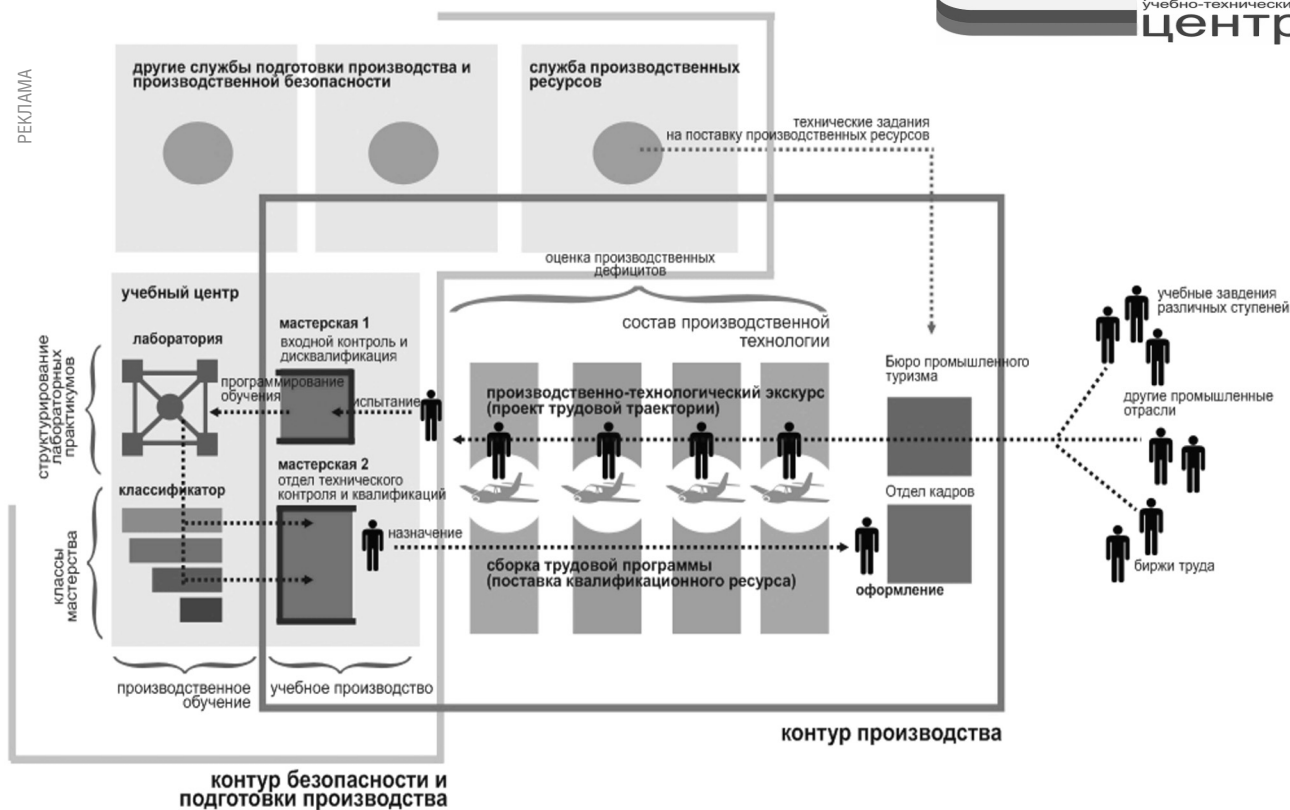 учебно-технически
центр
РЕКЛАМА
другие службы подготовки производства и
производственной безопасности
служба производственных
ресурсов
технические задания
на поставку производственных ресурсов
оценка производственных
дефицитов
учебный центр
лаборатория
мастерская 1
входной контроль и
дисквалификация
состав производственной
технологии
учебные завдения
различных ступеней
структурирование
лабораторных
практикумов
программирование
обучения
испытание
производственно-технологический экскурс
(проект трудовой траектории)
Бюро промышленного
туризма
другие промышленные
отрасли
классификатор
мастерская 2
отдел технического
контроля и квалификаций
Отдел кадров
классы
мастерства
назначение
сборка трудовой программы
(поставка квалификационного ресурса)
оформление
биржи труда
производственное
обучение
учебное производство
контур производства
контур безопасности и
подготовки производства